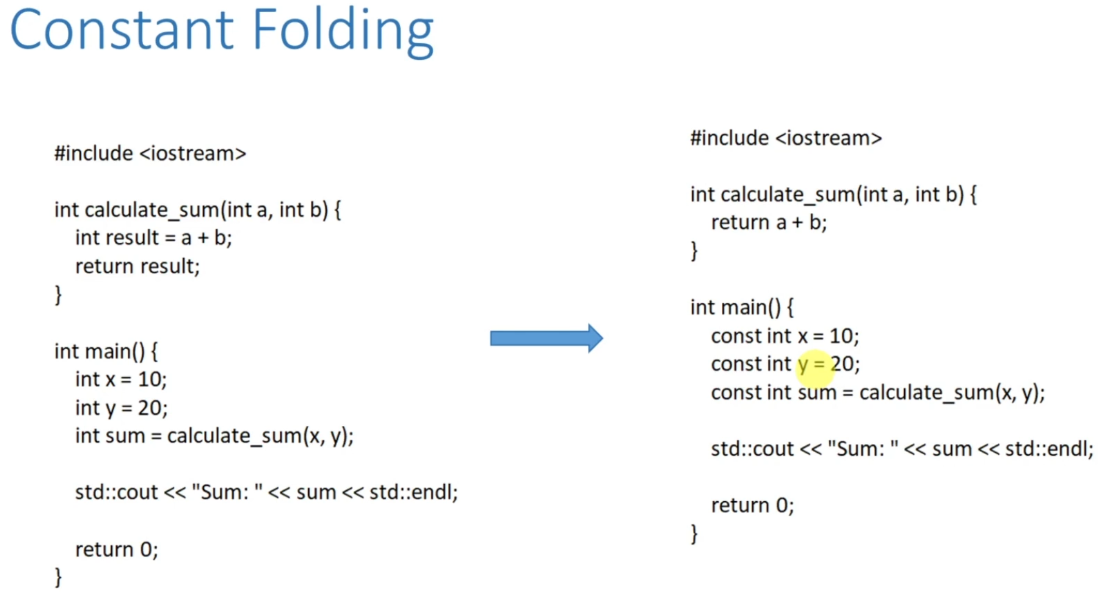 Constant Folding
#include <iostream>
int calculate_sum(int a, int b) {
int result = a + b;
return result;
}
int main() {
int x = 10;
int y = 20;
int sum = calculate_sum(x, y);
std::cout << "Sum: " << sum << std::endl;
return 0;
}
#include <iostream>
int calculate_sum(int a, int b) {
return a + b;
}
int main() {
const int x = 10;
const int y = 20;
const int sum = calculate_sum(x, y);
std::cout << "Sum: " << sum << std::endl;
return 0;
}